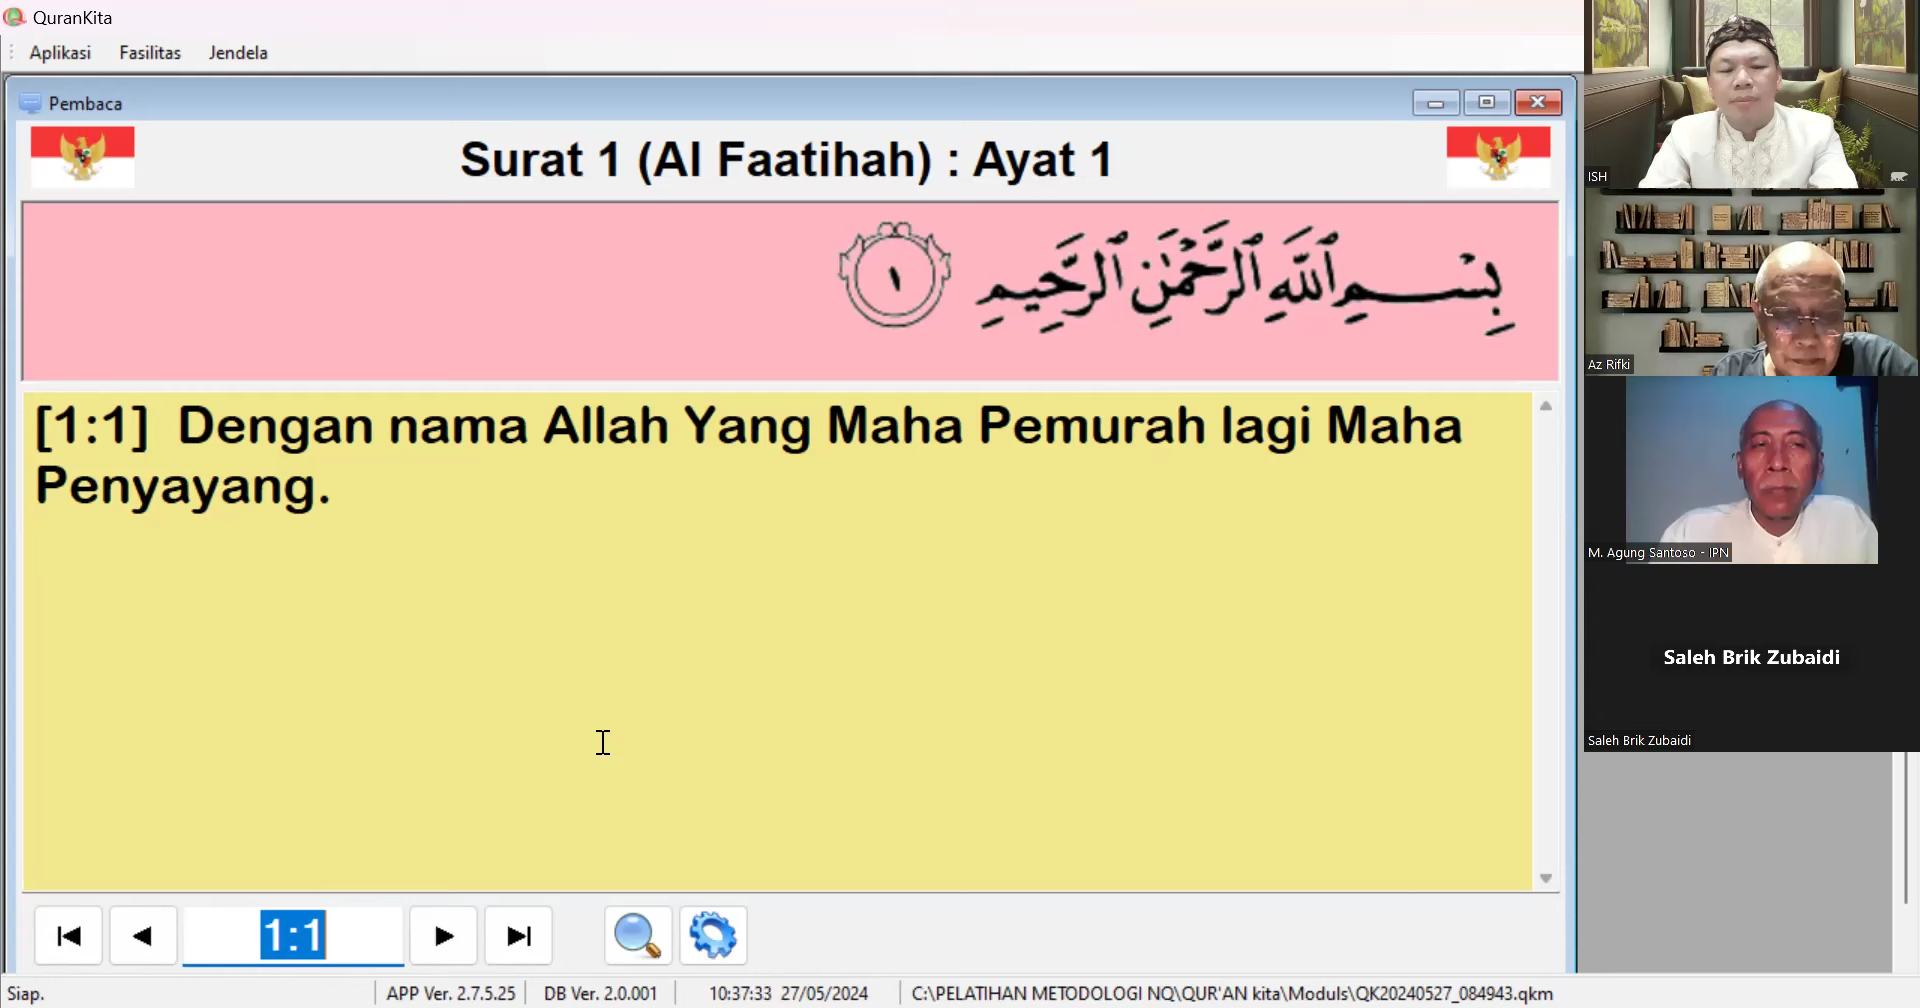 QuranKita
Aplikasi Fasilitas Jendela
Pembaca
Surat 1 (Al Faatihah) : Ayat 1
بِسْمِ ٱللَّهِ ٱلرَّحْمَٰنِ ٱلرَّحِيمِ ١
[1:1] Dengan nama Allah Yang Maha Pemurah lagi Maha
Penyayang.
1:1
Siap.
APP Ver. 2.7.5.25
DB Ver. 2.0.001
10:37:33 27/05/2024
C:\PELATIHAN METODOLOGI NQ\QUR'AN kita\Moduls\QK20240527_084943.qkm
ISH
Az Rifki
M. Agung Santoso - IPN
Saleh Brik Zubaidi
Saleh Brik Zubaidi